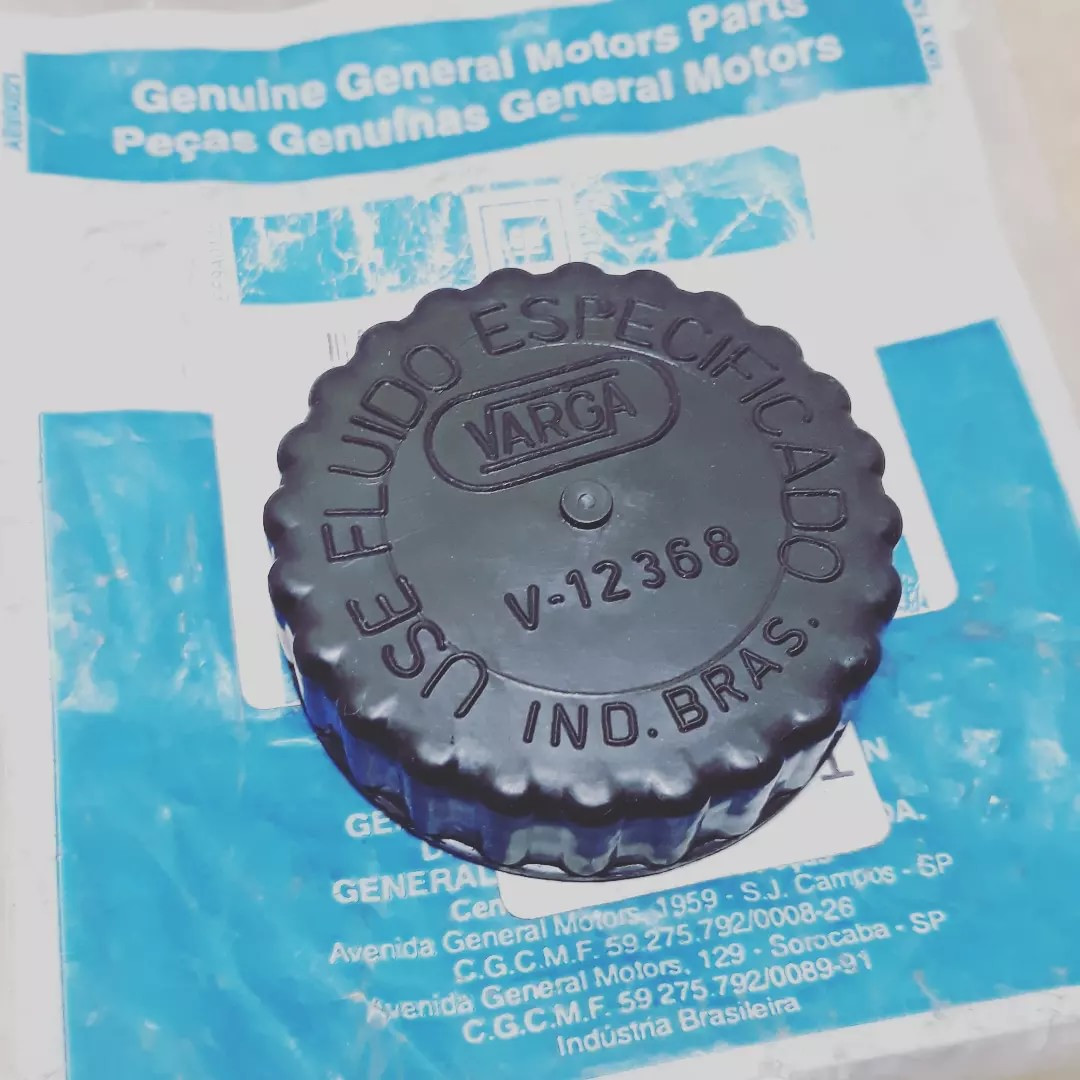 Genuine General Motors Parts
Peças Genuínas General Motors
USE FLUIDO ESPECIFICADO
VARGA
V-12368
IND. BRAS.
GENERAL
Avenida General Motors, 1959 - S.J. Campos - SP
C.G.C.M.F. 59.275.792/0008-26
Avenida General Motors, 129 - Sorocaba - SP
C.G.C.M.F. 59 275.792/0089-91
Indústria Brasileira